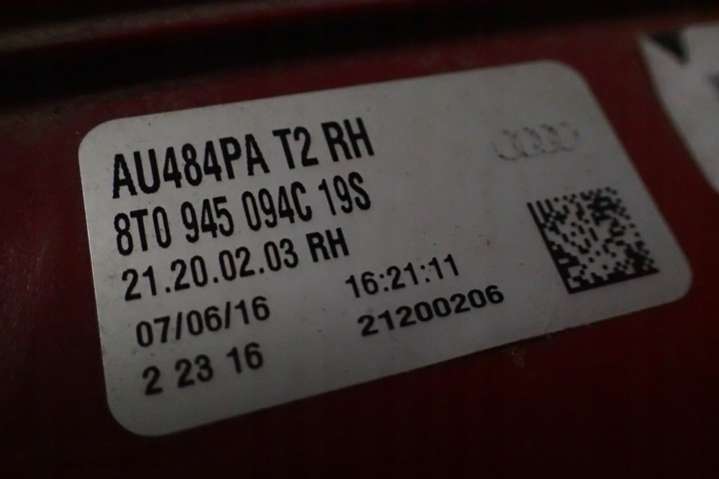 AU484PA T2 RH
8T0 945 094C 19S
21.20.02.03 RH
07/06/16 16:21:11
2 23 16 21200206